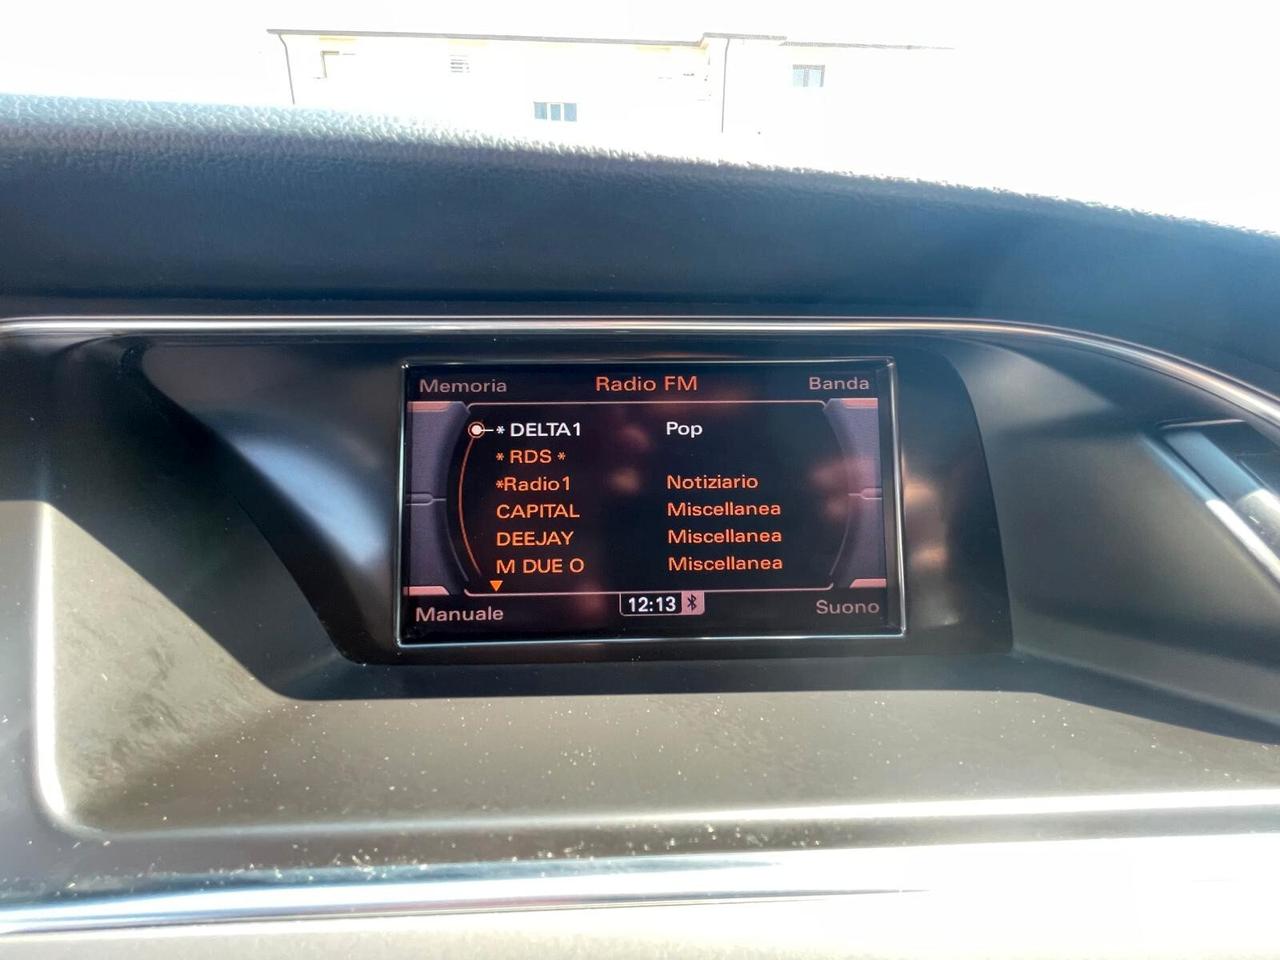 Memoria Radio FM Banda
* DELTA1 Pop
* RDS *
*Radio1 Notiziario
CAPITAL Miscellanea
DEEJAY Miscellanea
M DUE O Miscellanea
Manuale 12:13 Suono